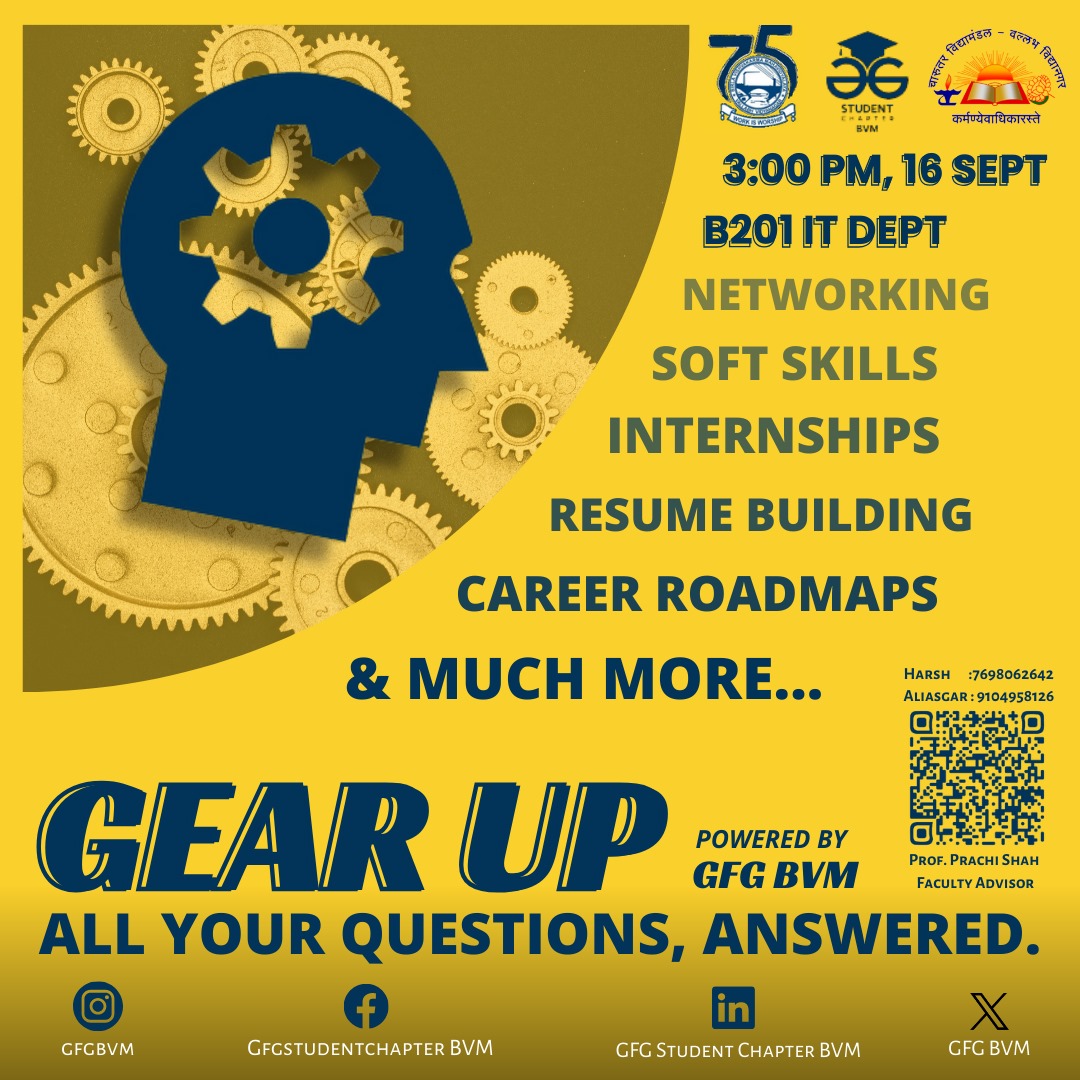 75
WORK IS WORSHIP
STUDENT
CHAPTER
BVM
चारुतर विद्यामंडल - वल्लभ विद्यानगर
कर्मण्येवाधिकारस्ते
3:00 PM, 16 SEPT
B201 IT DEPT
NETWORKING
SOFT SKILLS
INTERNSHIPS
RESUME BUILDING
CAREER ROADMAPS
& MUCH MORE...
HARSH :7698062642
ALIASGAR : 9104958126
GEAR UP
POWERED BY
GFG BVM
PROF. PRACHI SHAH
FACULTY ADVISOR
ALL YOUR QUESTIONS, ANSWERED.
GFGBVM
GFGSTUDENTCHAPTER BVM
GFG STUDENT CHAPTER BVM
GFG BVM